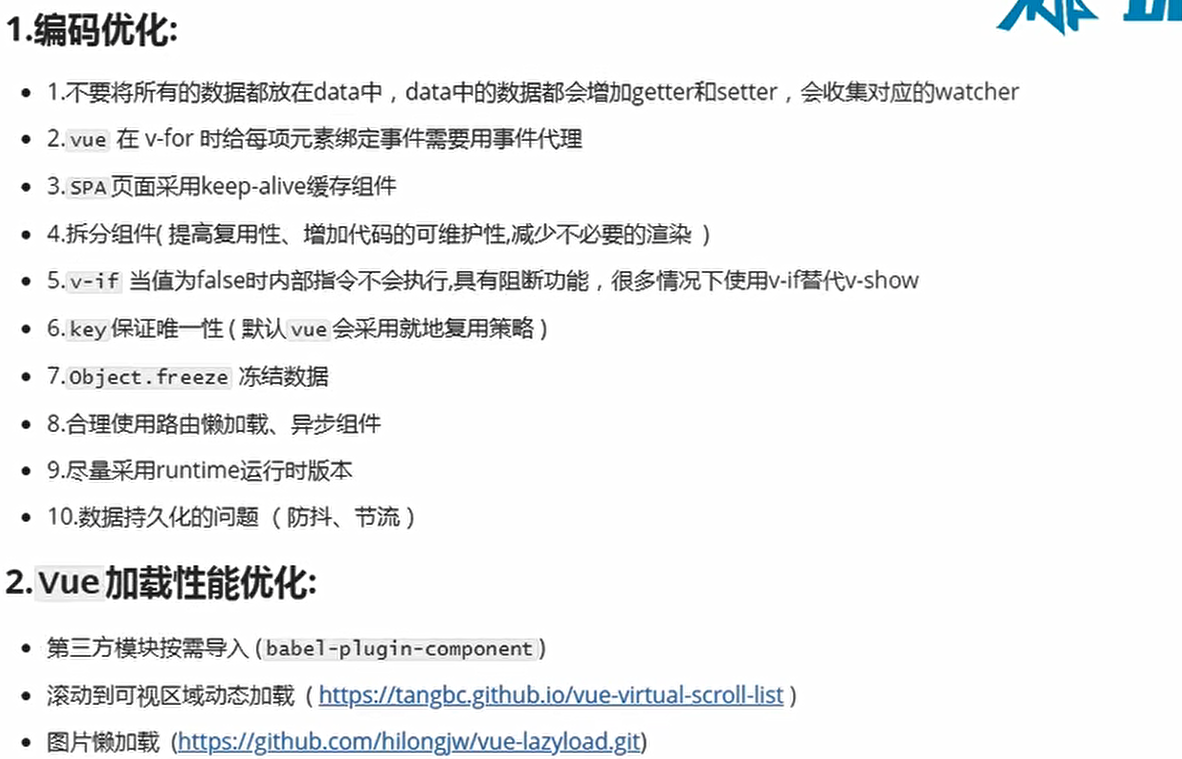 1.编码优化:
1.不要将所有的数据都放在data中，data中的数据都会增加getter和setter，会收集对应的watcher
2.vue 在 v-for 时给每项元素绑定事件需要用事件代理
3.SPA页面采用keep-alive缓存组件
4.拆分组件( 提高复用性、增加代码的可维护性,减少不必要的渲染 )
5.v-if 当值为false时内部指令不会执行,具有阻断功能，很多情况下使用v-if替代v-show
6.key保证唯一性 ( 默认vue会采用就地复用策略 )
7.Object.freeze 冻结数据
8.合理使用路由懒加载、异步组件
9.尽量采用runtime运行时版本
10.数据持久化的问题 （防抖、节流）
2.Vue加载性能优化:
第三方模块按需导入 (babel-plugin-component)
滚动到可视区域动态加载 ( https://tangbc.github.io/vue-virtual-scroll-list )
图片懒加载 (https://github.com/hilongjw/vue-lazyload.git)